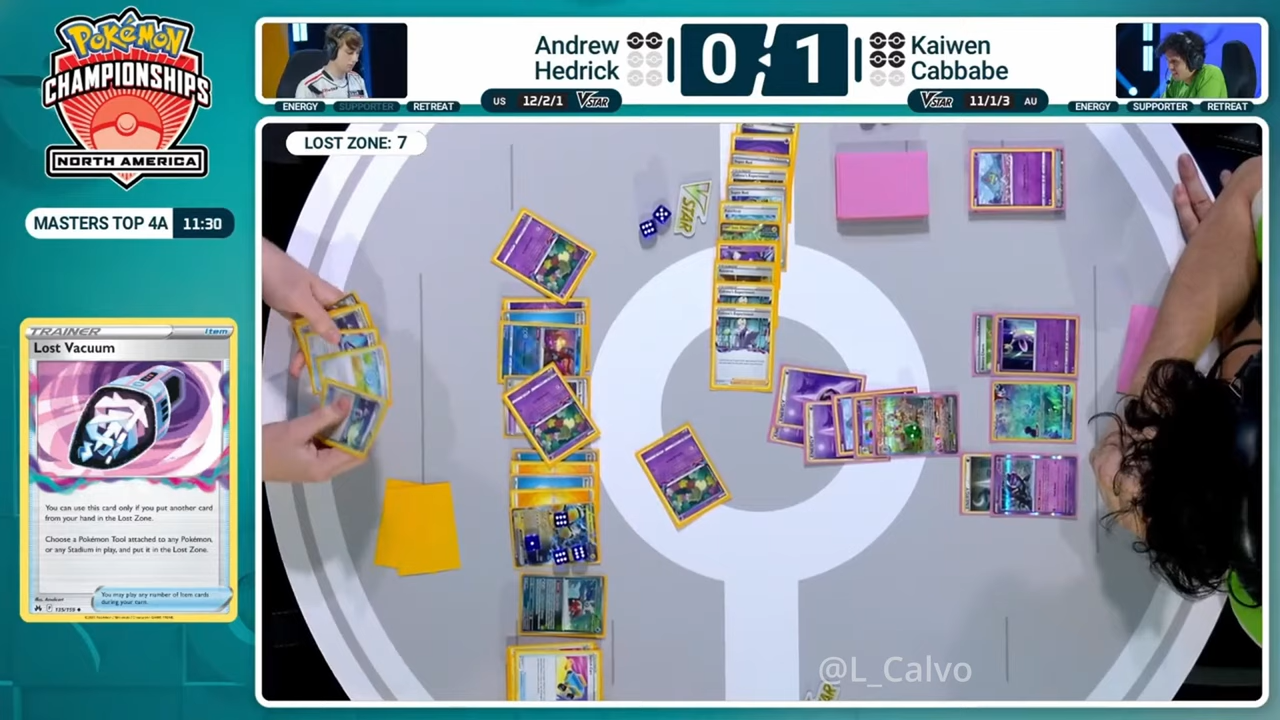 Pokémon
CHAMPIONSHIPS
NORTH AMERICA
MASTERS TOP 4A 11:30
Andrew
Hedrick
0 1
Kaiwen
Cabbabe
ENERGY SUPPORTER RETREAT
US 12/2/1 VSTAR
VSTAR 11/1/3 AU
ENERGY SUPPORTER RETREAT
LOST ZONE: 7
VSTAR
TRAINER Item
Lost Vacuum
You can use this card only if you put another card
from your hand in the Lost Zone.
Choose a Pokémon Tool attached to any Pokémon,
or any Stadium in play, and put it in the Lost Zone.
You may play any number of Item cards
during your turn.
135/159
@L_Calvo